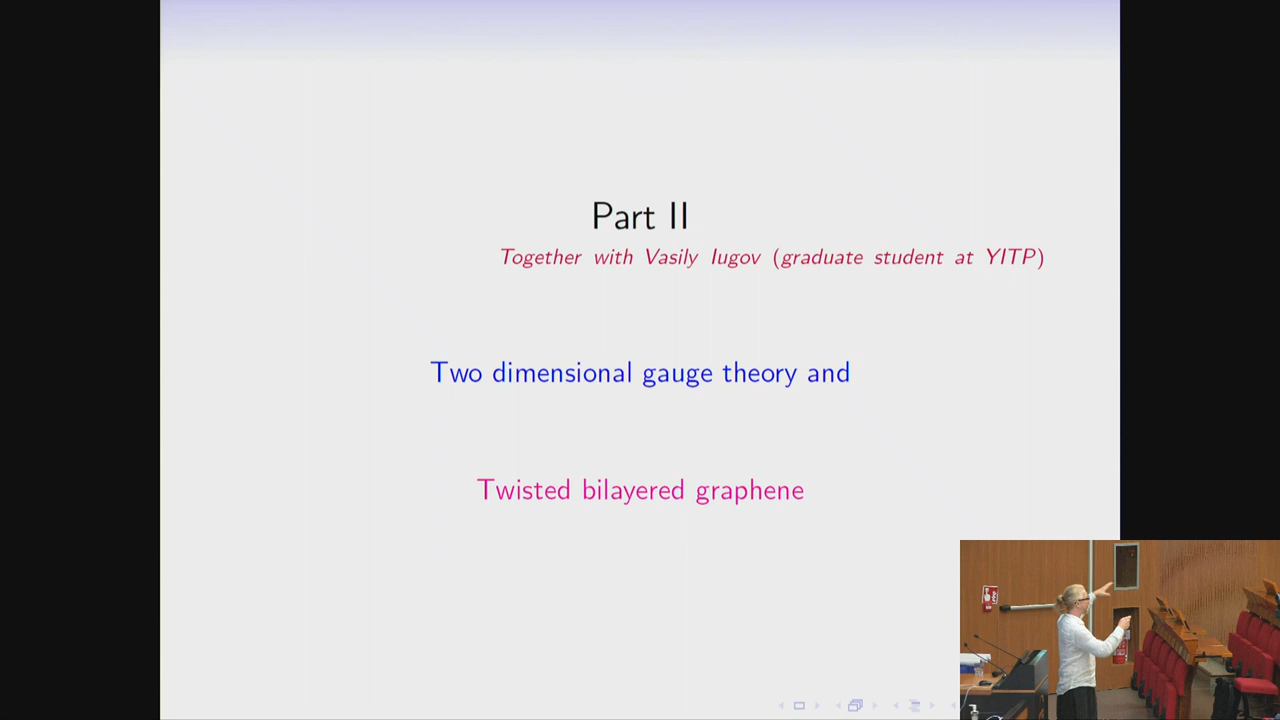 Part II
Together with Vasily Iugov (graduate student at YITP)
Two dimensional gauge theory and
Twisted bilayered graphene